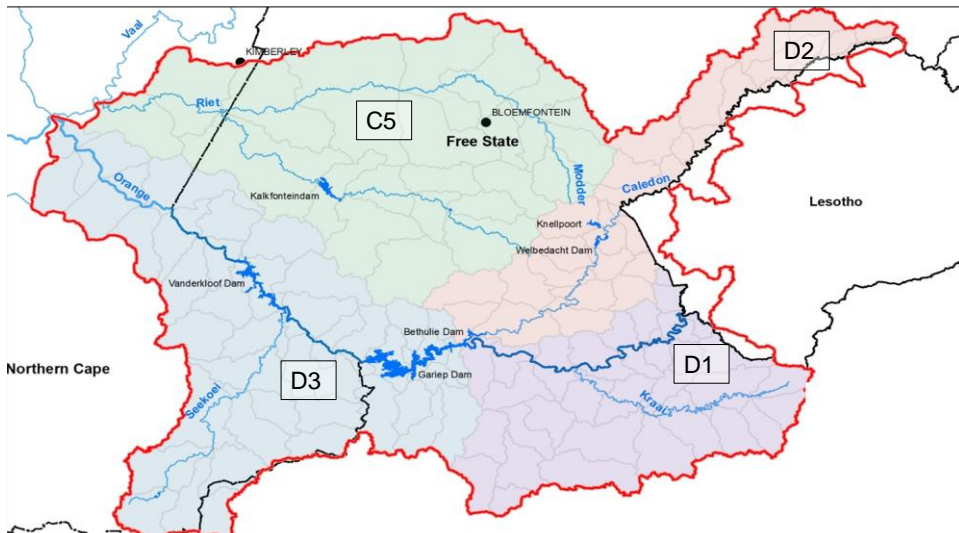 Vaal
D2
KIMBERLEY
Riet
C5
BLOEMFONTEIN
Free State
Orange
Modder
Caledon
Kalkfonteindam
Lesotho
Knellpoort
Welbedacht Dam
Vanderkloof Dam
Bethulie Dam
Gariep Dam
D1
Northern Cape
D3
Kraai
Seekoei